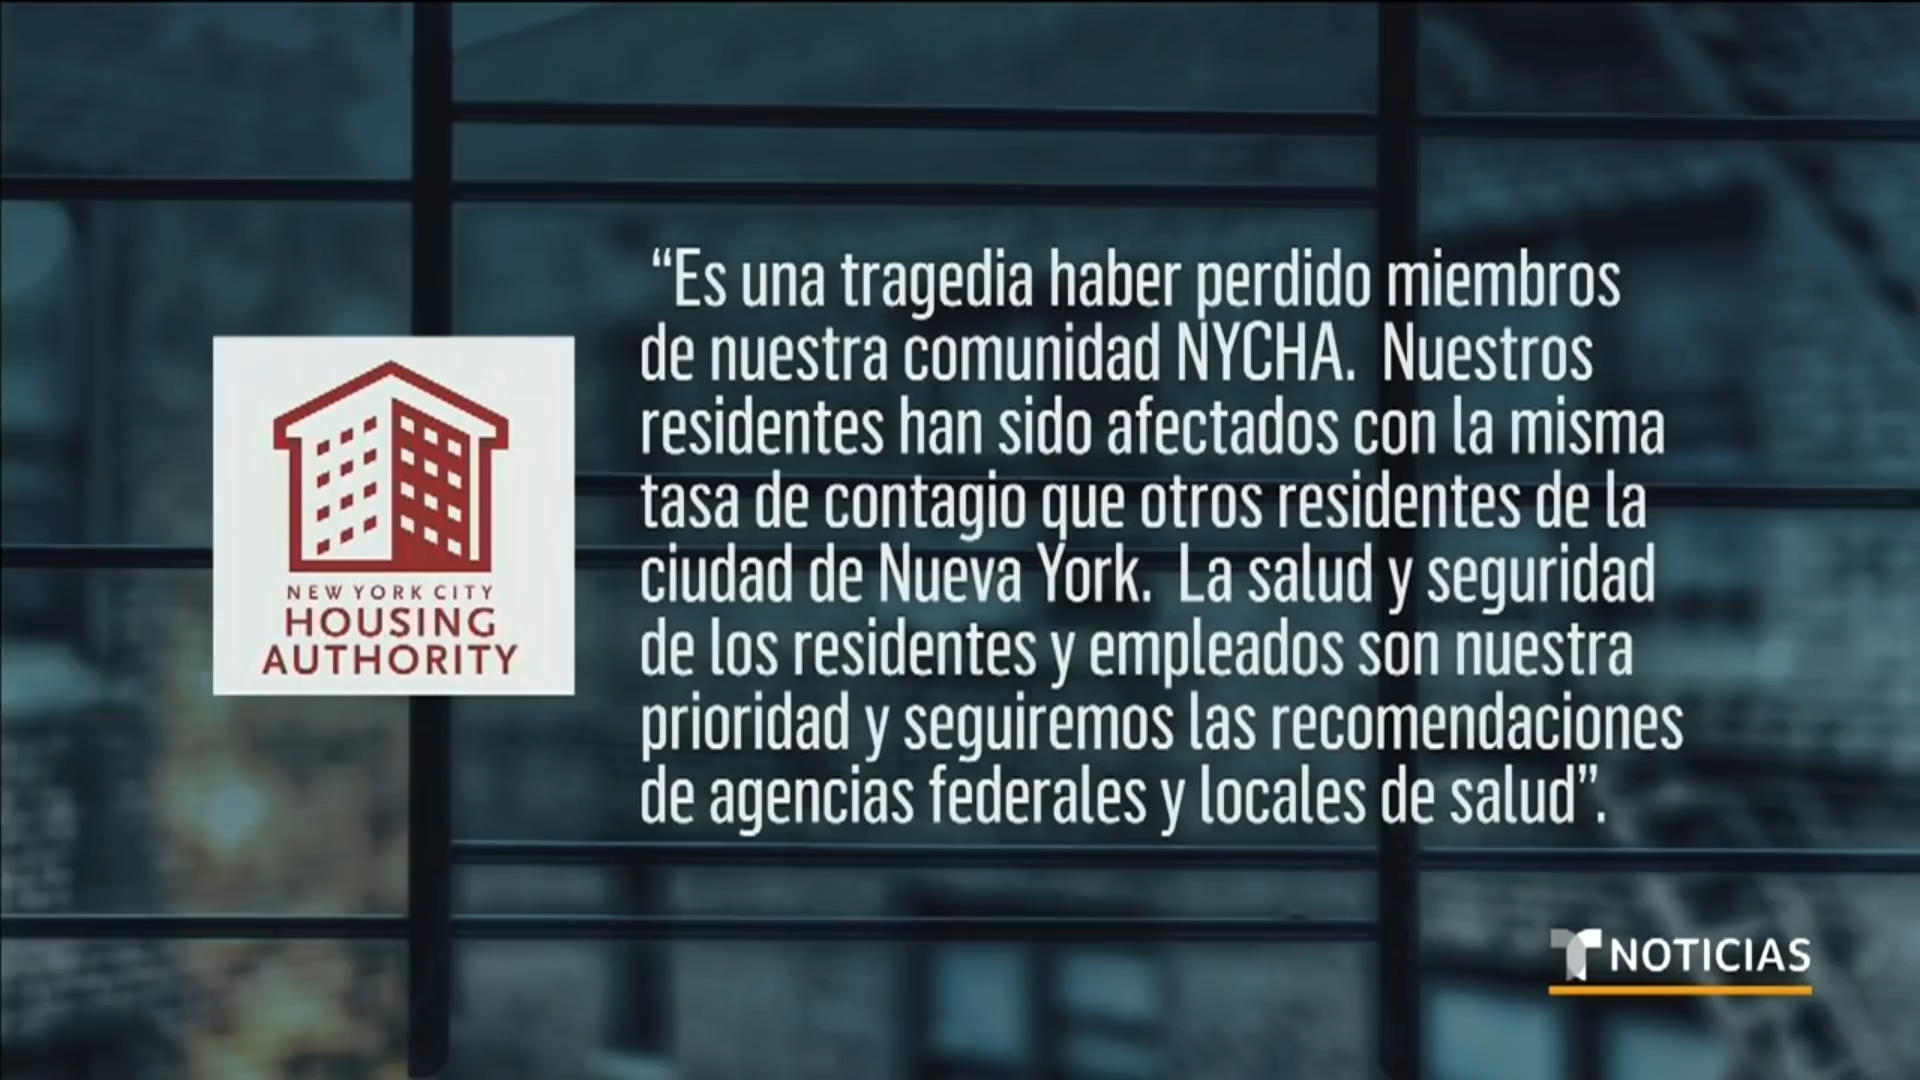 “Es una tragedia haber perdido miembros
de nuestra comunidad NYCHA. Nuestros
residentes han sido afectados con la misma
tasa de contagio que otros residentes de la
ciudad de Nueva York. La salud y seguridad
de los residentes y empleados son nuestra
prioridad y seguiremos las recomendaciones
de agencias federales y locales de salud”.
NEW YORK CITY
HOUSING
AUTHORITY
NOTICIAS